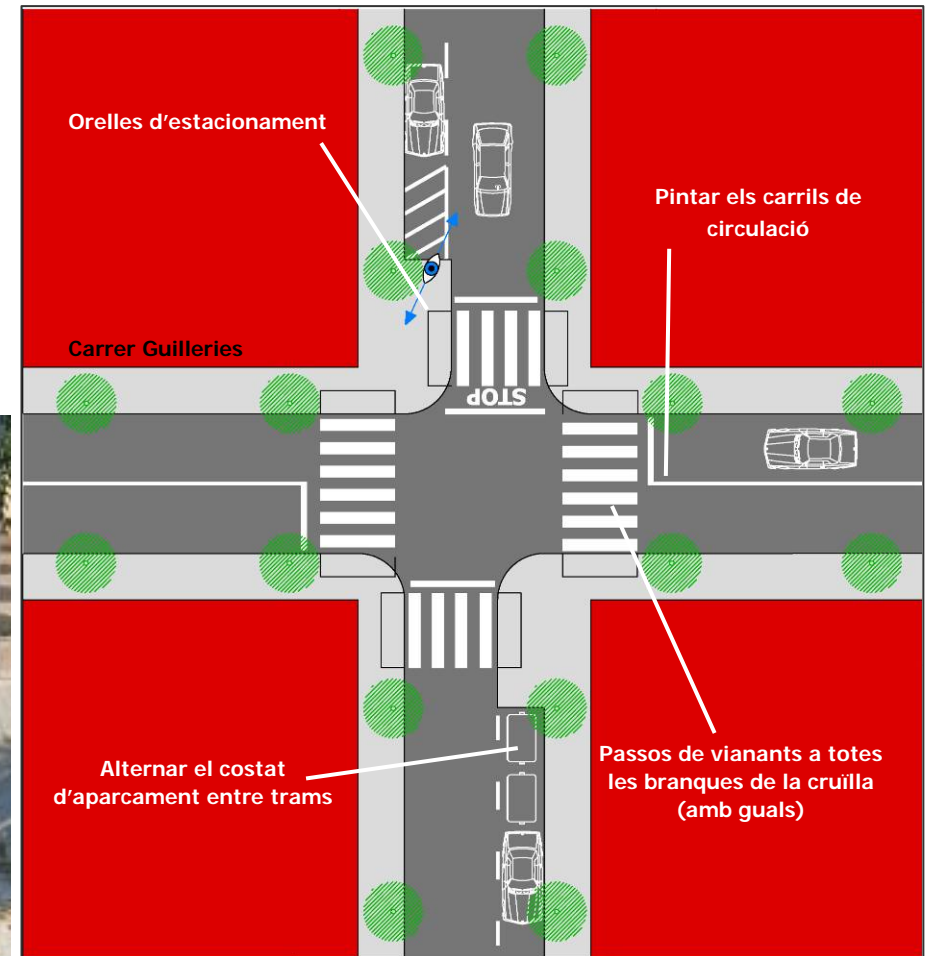 Orelles d'estacionament
Pintar els carrils de
circulació
Carrer Guilleries
STOP
Alternar el costat
d'aparcament entre trams
Passos de vianants a totes
les branques de la cruïlla
(amb guals)